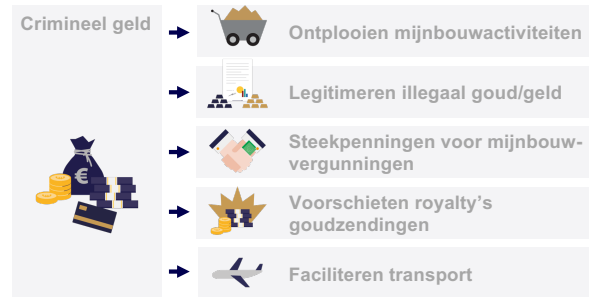 Crimineel geld
Ontplooien mijnbouwactiviteiten
Legitimeren illegaal goud/geld
Steekpenningen voor mijnbouw-
vergunningen
Voorschieten royalty's
goudzendingen
Faciliteren transport
€